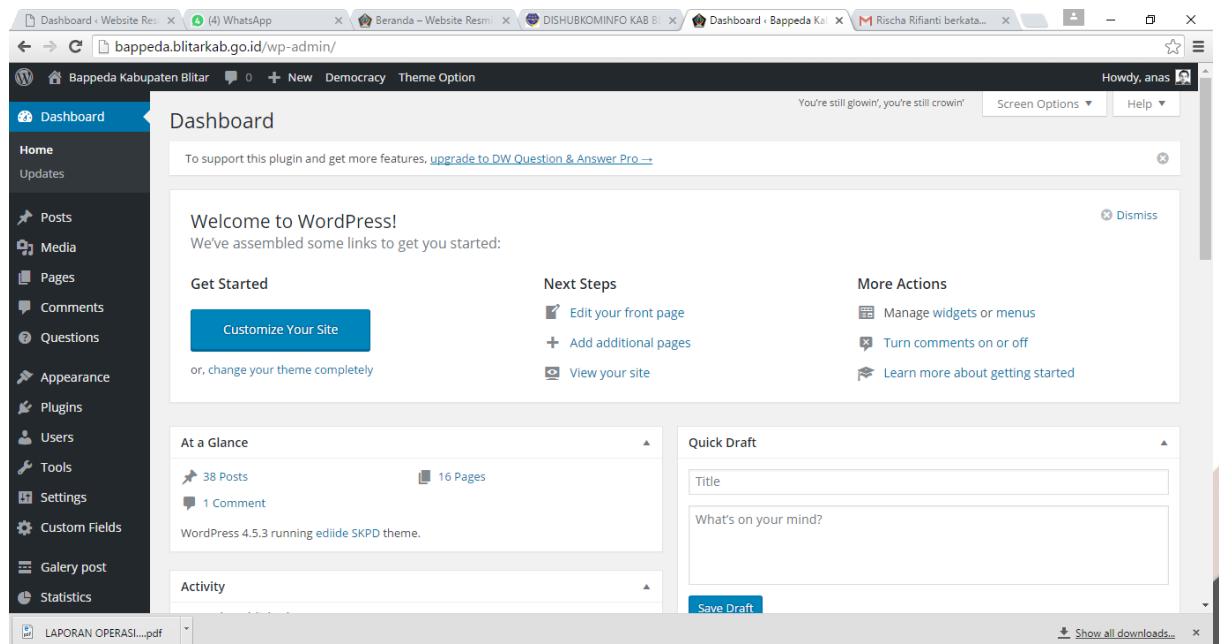 Dashboard ‹ Website Res
(4) WhatsApp
Beranda – Website Resmi
DISHUBKOMINFO KAB BL
Dashboard ‹ Bappeda Kal
Rischa Rifianti berkata...
bappeda.blitarkab.go.id/wp-admin/
Bappeda Kabupaten Blitar 0 + New Democracy Theme Option Howdy, anas
You're still glowin', you're still crowin' Screen Options ▼ Help ▼
Dashboard
Home
Updates
Posts
Media
Pages
Comments
Questions
Appearance
Plugins
Users
Tools
Settings
Custom Fields
Galery post
Statistics
Dashboard
To support this plugin and get more features, upgrade to DW Question & Answer Pro →
Welcome to WordPress!
Dismiss
We've assembled some links to get you started:
Get Started
Customize Your Site
or, change your theme completely
Next Steps
Edit your front page
Add additional pages
View your site
More Actions
Manage widgets or menus
Turn comments on or off
Learn more about getting started
At a Glance
38 Posts
16 Pages
1 Comment
WordPress 4.5.3 running ediide SKPD theme.
Activity
Quick Draft
Title
What's on your mind?
Save Draft
LAPORAN OPERASI....pdf
Show all downloads...